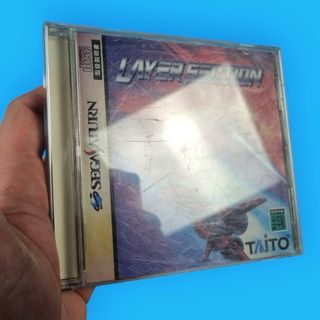 LAYER SECTION
SEGA SATURN
TAITO